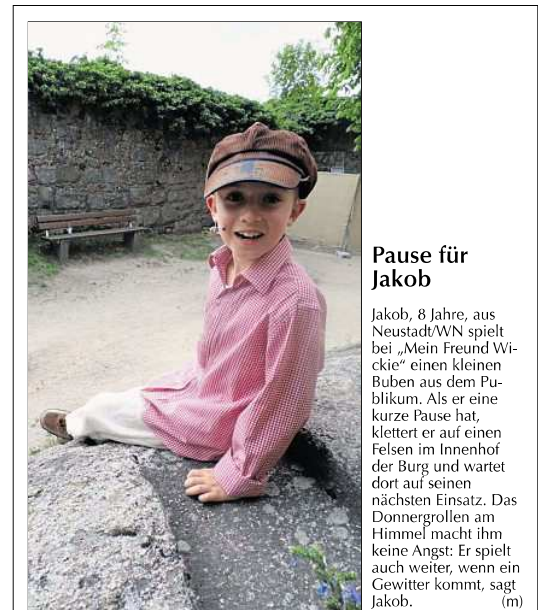 Pause für
Jakob
Jakob, 8 Jahre, aus
Neustadt/WN spielt
bei „Mein Freund Wi-
ckie“ einen kleinen
Buben aus dem Pu-
blikum. Als er eine
kurze Pause hat,
klettert er auf einen
Felsen im Innenhof
der Burg und wartet
dort auf seinen
nächsten Einsatz. Das
Donnergrollen am
Himmel macht ihm
keine Angst: Er spielt
auch weiter, wenn ein
Gewitter kommt, sagt
Jakob. (m)